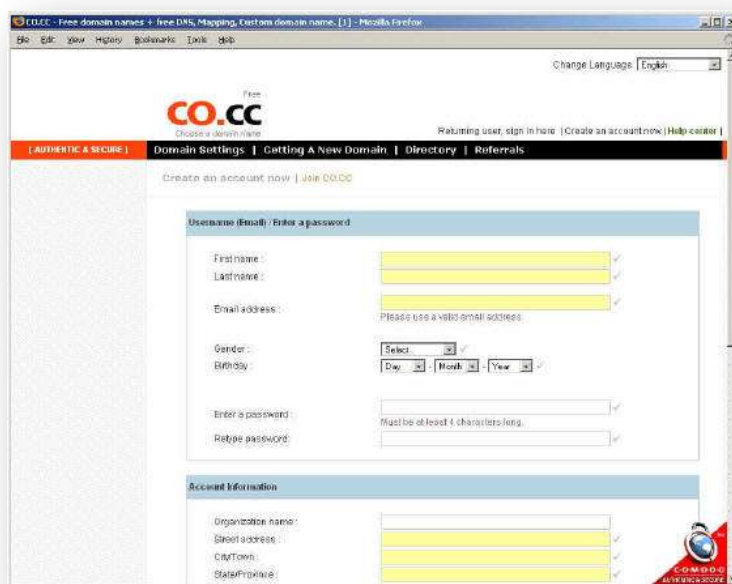 CO.CC - Free domain names + free DNS, Mapping, Custom domain name. [1] - Mozilla Firefox
File Edit View History Bookmarks Tools Help
Change Language English
Free
CO.CC
Choose a domain name
Returning user, sign in here | Create an account now | Help center |
[ AUTHENTIC & SECURE ] Domain Settings | Getting A New Domain | Directory | Referrals
Create an account now | Join CO.CC
Username (Email) / Enter a password
First name :
Last name :
Email address :
Please use a valid email address
Gender : Select
Birthday : Day - Month - Year
Enter a password :
Must be at least 4 characters long.
Retype password:
Account Information
Organization name :
Street address :
City/Town :
State/Province :
COMODO
AUTHENTIC & SECURE